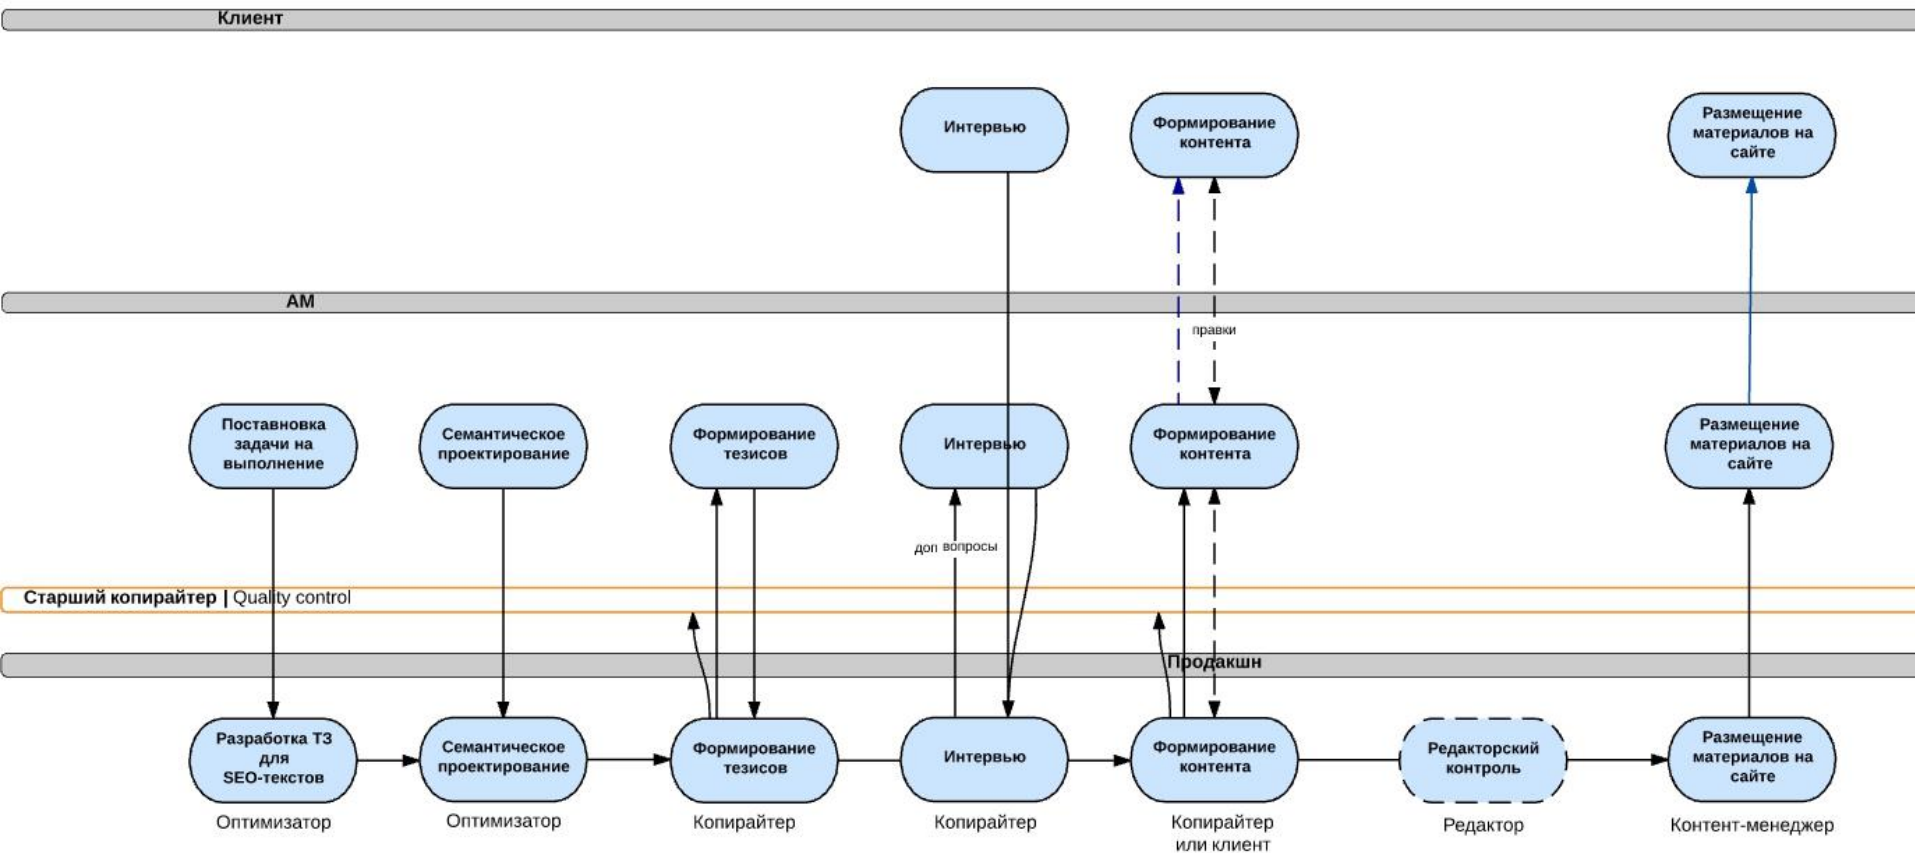 Клиент
Интервью
Формирование
контента
Размещение
материалов на
сайте
АМ
правки
Поставновка
задачи на
выполнение
Семантическое
проектирование
Формирование
тезисов
Интервью
Формирование
контента
Размещение
материалов на
сайте
доп вопросы
Старший копирайтер | Quality control
Продакшн
Разработка ТЗ
для
SEO-текстов
Семантическое
проектирование
Формирование
тезисов
Интервью
Формирование
контента
Редакторский
контроль
Размещение
материалов на
сайте
Оптимизатор
Оптимизатор
Копирайтер
Копирайтер
Копирайтер
или клиент
Редактор
Контент-менеджер